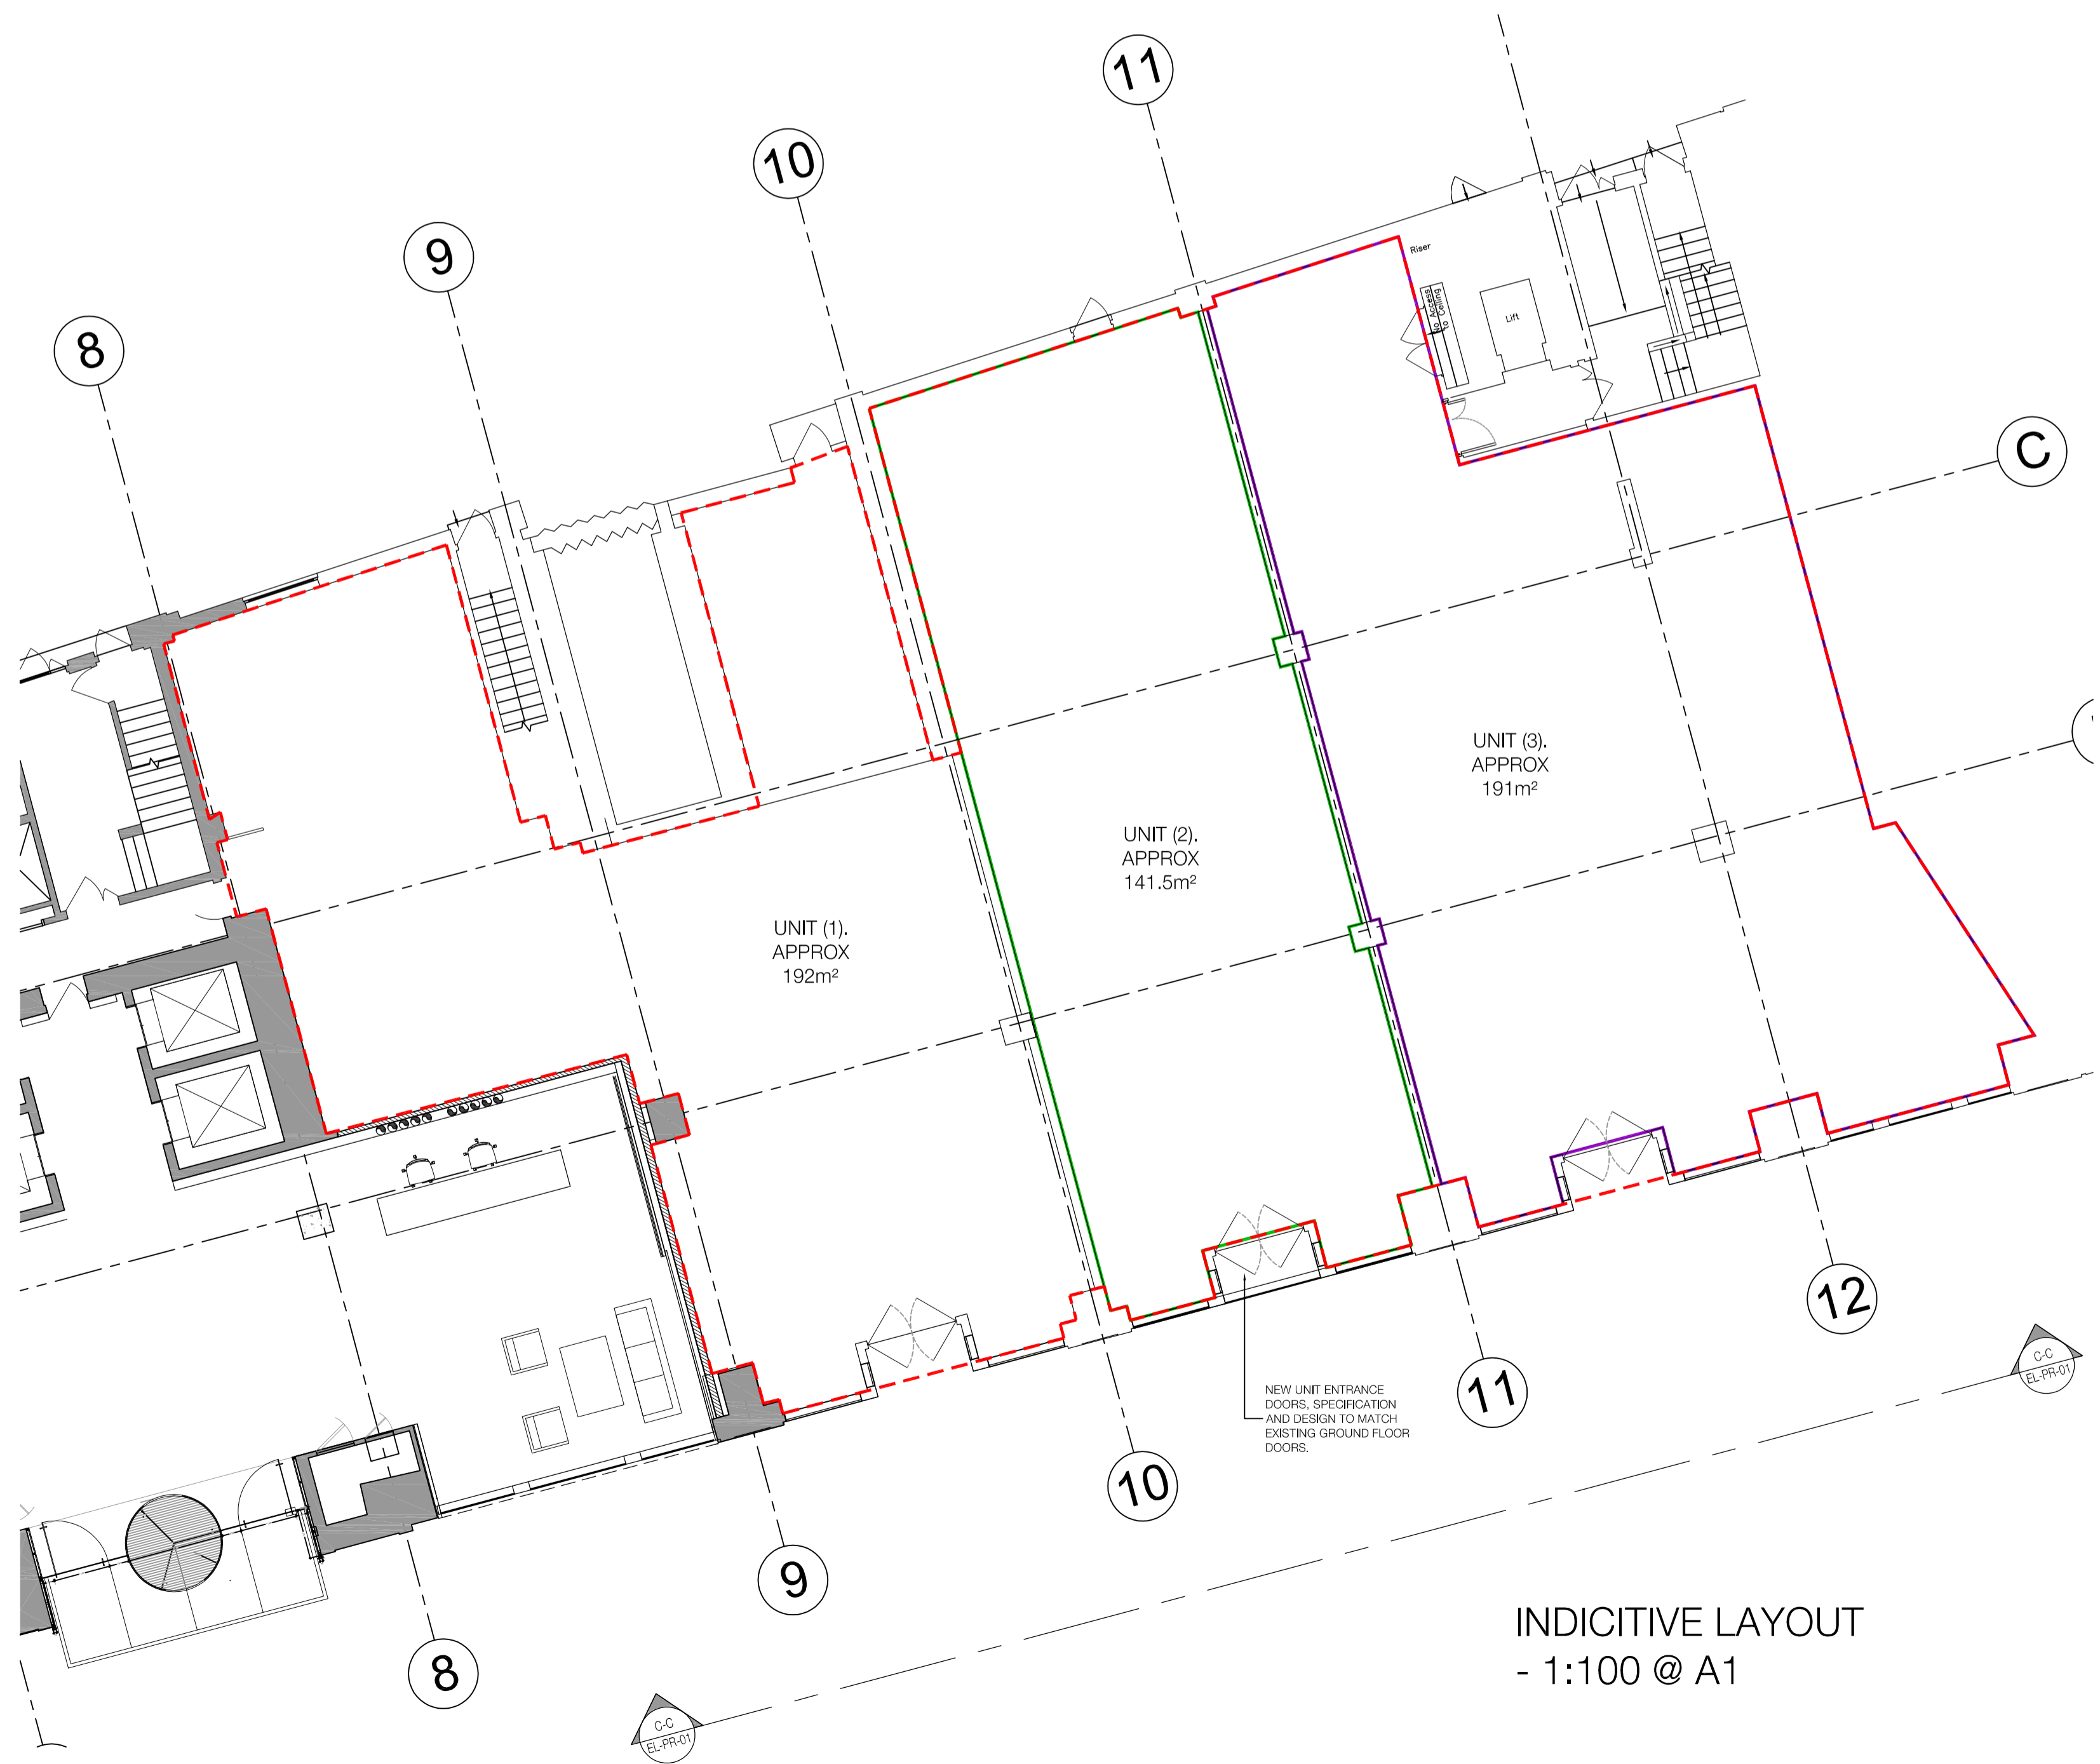 11
10
9
8
Riser
No Access
to Ceiling
Lift
C
UNIT (3).
APPROX
191m²
UNIT (2).
APPROX
141.5m²
UNIT (1).
APPROX
192m²
12
11
10
9
8
NEW UNIT ENTRANCE
DOORS, SPECIFICATION
AND DESIGN TO MATCH
EXISTING GROUND FLOOR
DOORS.
C-C
EL-PR-01
C-C
EL-PR-01
INDICITIVE LAYOUT
- 1:100 @ A1